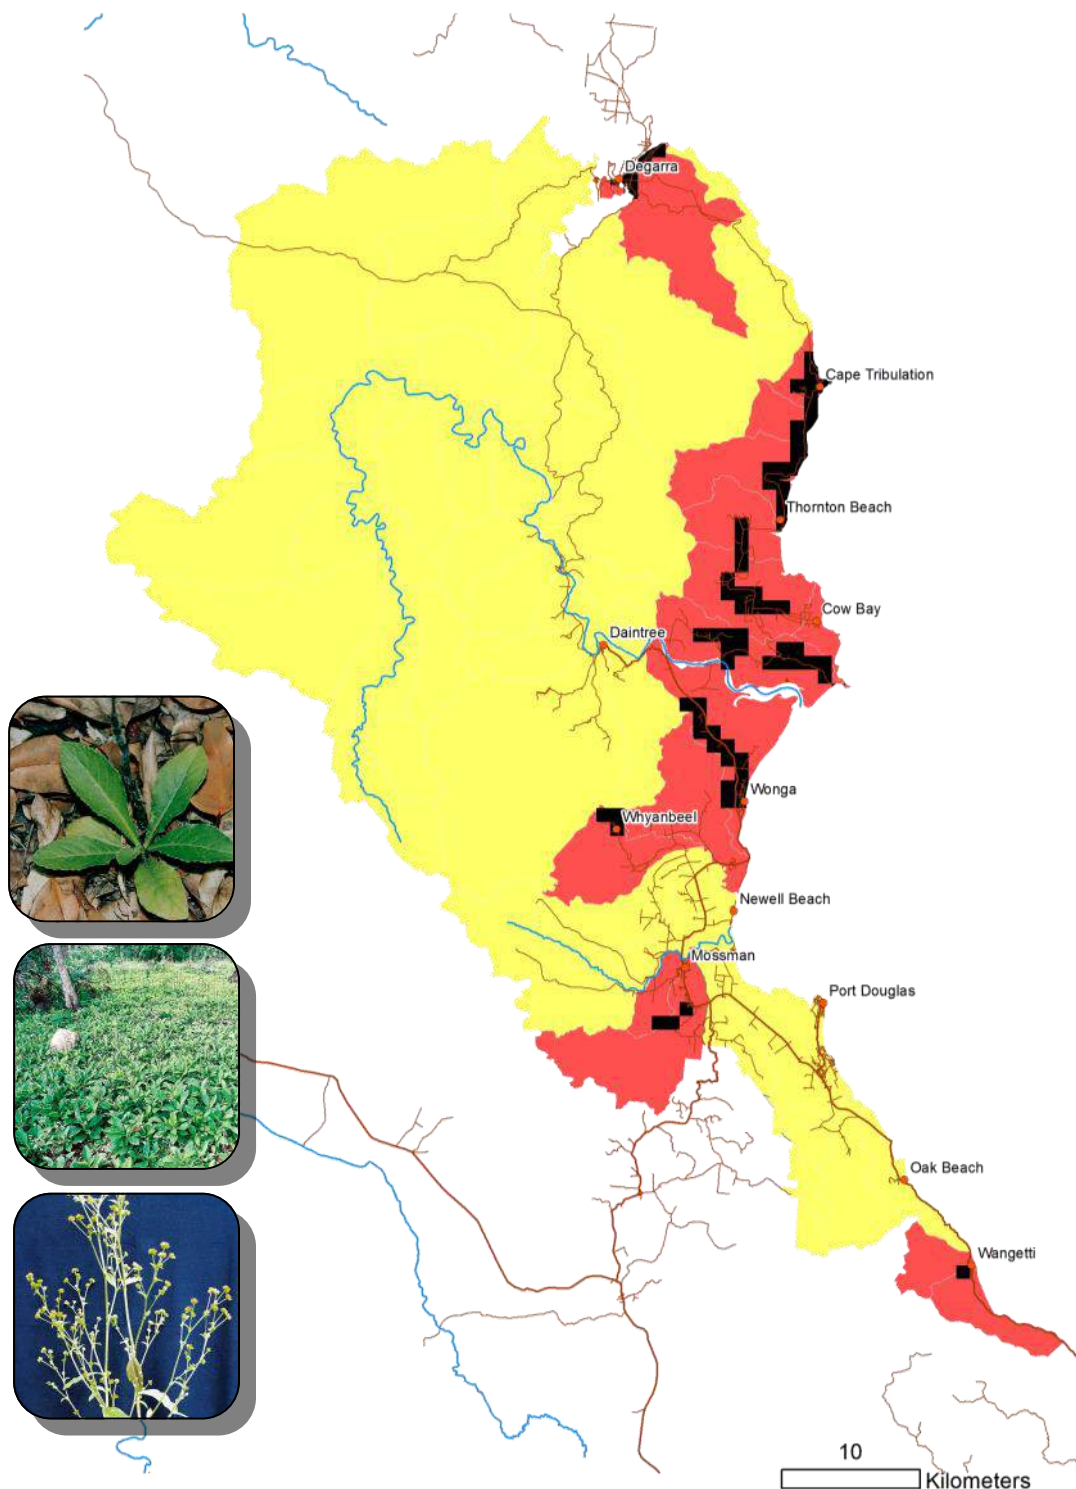 Degarra
Cape Tribulation
Thornton Beach
Cow Bay
Daintree
Wonga
Whyanbeel
Newell Beach
Mossman
Port Douglas
Oak Beach
Wangetti
10
Kilometers